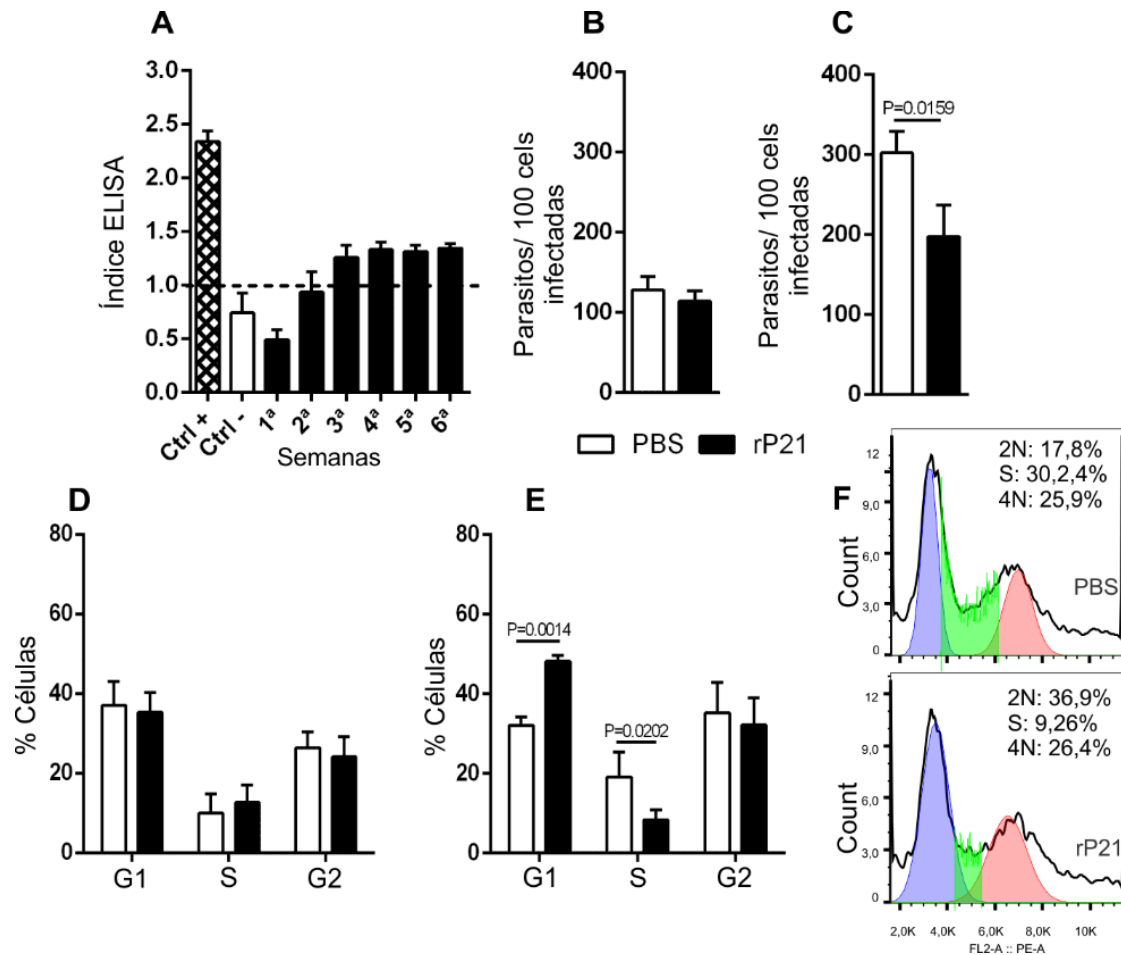 A
Índice ELISA
3.0
2.5
2.0
1.5
1.0
0.5
0.0
Ctrl +
Ctrl -
1ª
2ª
3ª
4ª
5ª
6ª
Semanas
B
Parasitos/ 100 cels
infectadas
400
300
200
100
0
C
Parasitos/ 100 cels
infectadas
400
300
200
100
0
P=0.0159
PBS
rP21
D
% Células
80
60
40
20
0
G1
S
G2
E
% Células
80
60
40
20
0
P=0.0014
P=0.0202
G1
S
G2
F
Count
12
9,0
6,0
3,0
0
2N: 17,8%
S: 30,2,4%
4N: 25,9%
PBS
Count
12
9,0
6,0
3,0
0
2N: 36,9%
S: 9,26%
4N: 26,4%
rP21
2,0K
4,0K
6,0K
8,0K
10K
FL2-A :: PE-A